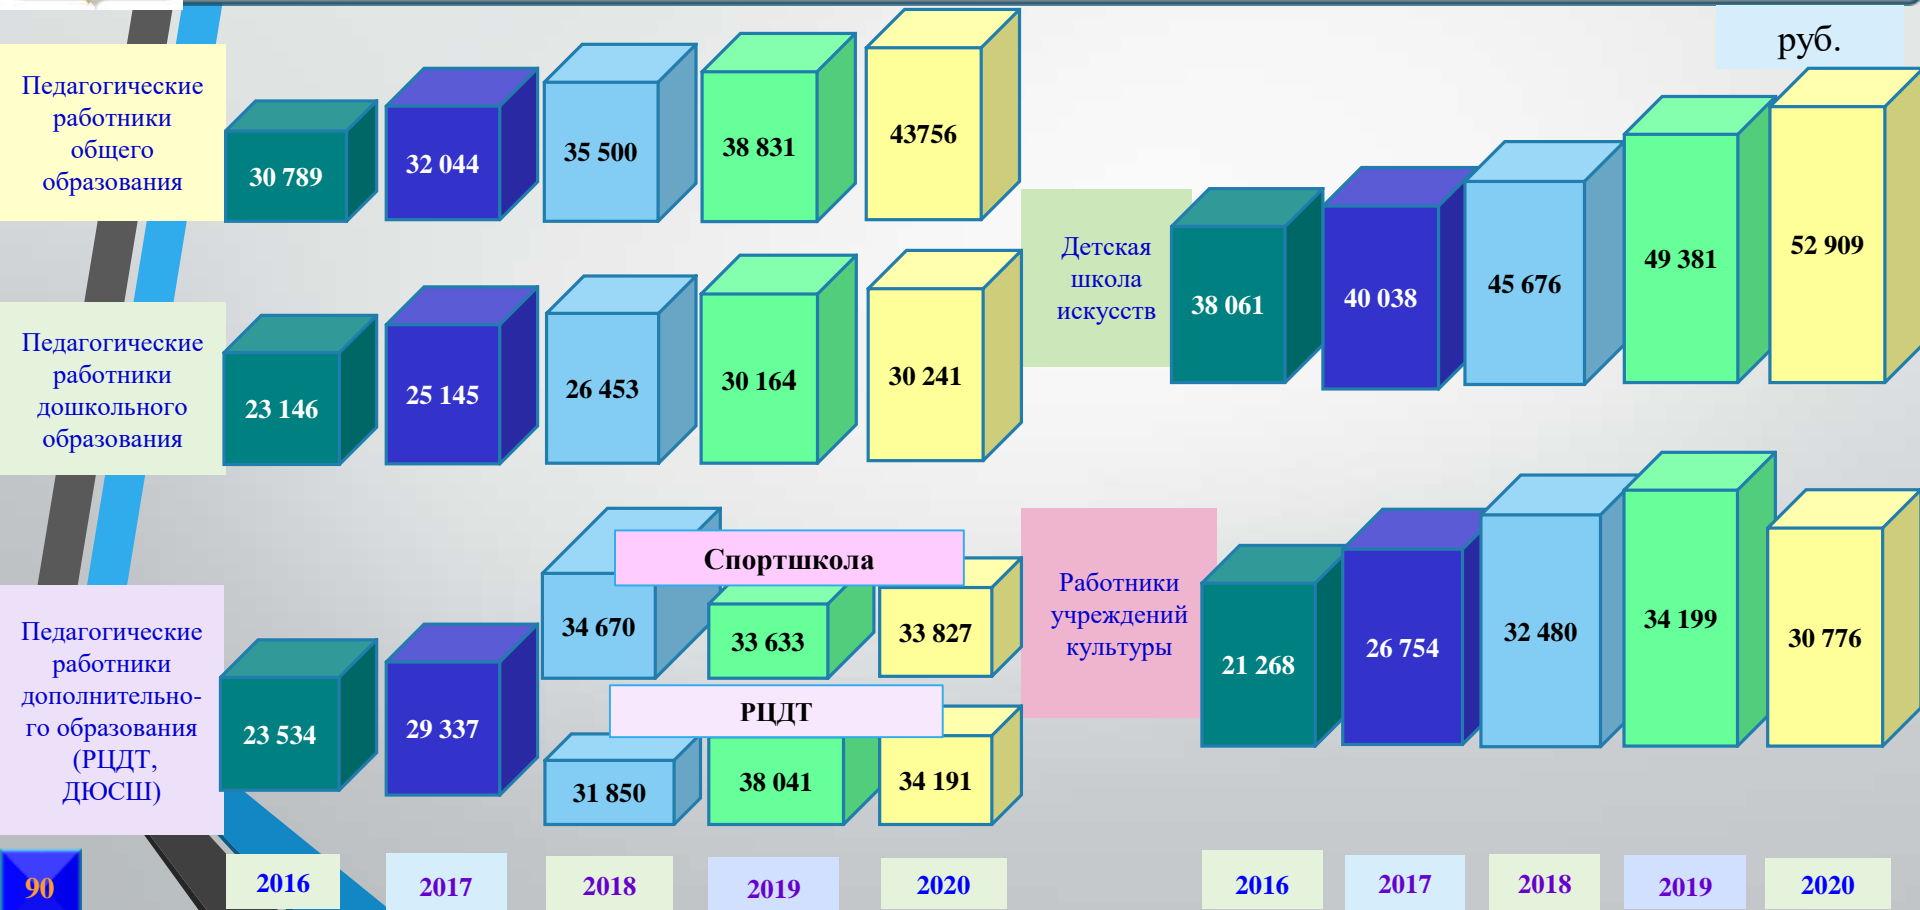 руб.
Педагогические
работники
общего
образования
30 789
32 044
35 500
38 831
43756
Педагогические
работники
дошкольного
образования
23 146
25 145
26 453
30 164
30 241
Педагогические
работники
дополнительно-
го образования
(РЦДТ,
ДЮСШ)
23 534
29 337
Спортшкола
34 670
33 633
33 827
РЦДТ
31 850
38 041
34 191
Детская
школа
искусств
38 061
40 038
45 676
49 381
52 909
Работники
учреждений
культуры
21 268
26 754
32 480
34 199
30 776
90
2016
2017
2018
2019
2020
2016
2017
2018
2019
2020